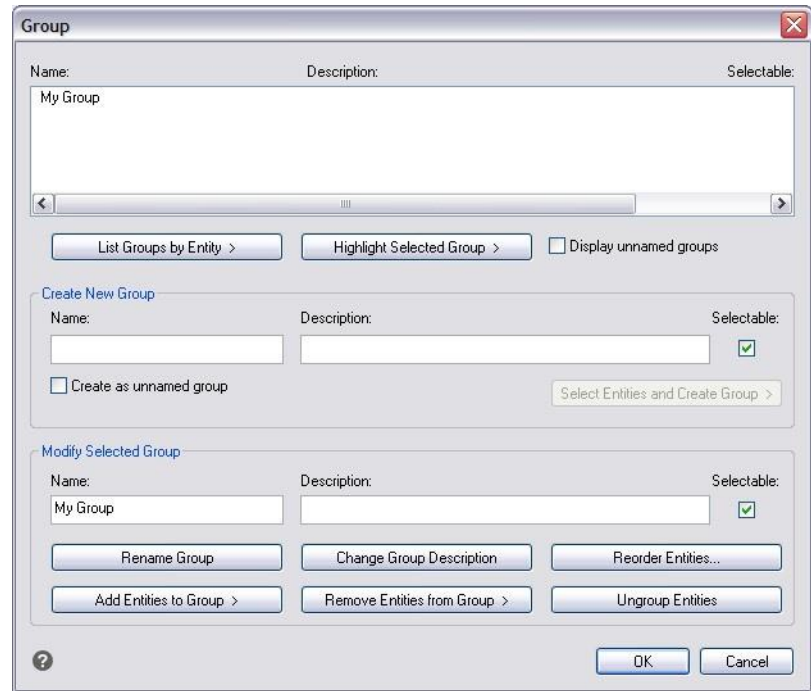 Group
Name: Description: Selectable:
My Group
List Groups by Entity > Highlight Selected Group > Display unnamed groups
Create New Group
Name: Description: Selectable:
Create as unnamed group Select Entities and Create Group >
Modify Selected Group
Name: Description: Selectable:
My Group
Rename Group Change Group Description Reorder Entities...
Add Entities to Group > Remove Entities from Group > Ungroup Entities
? OK Cancel